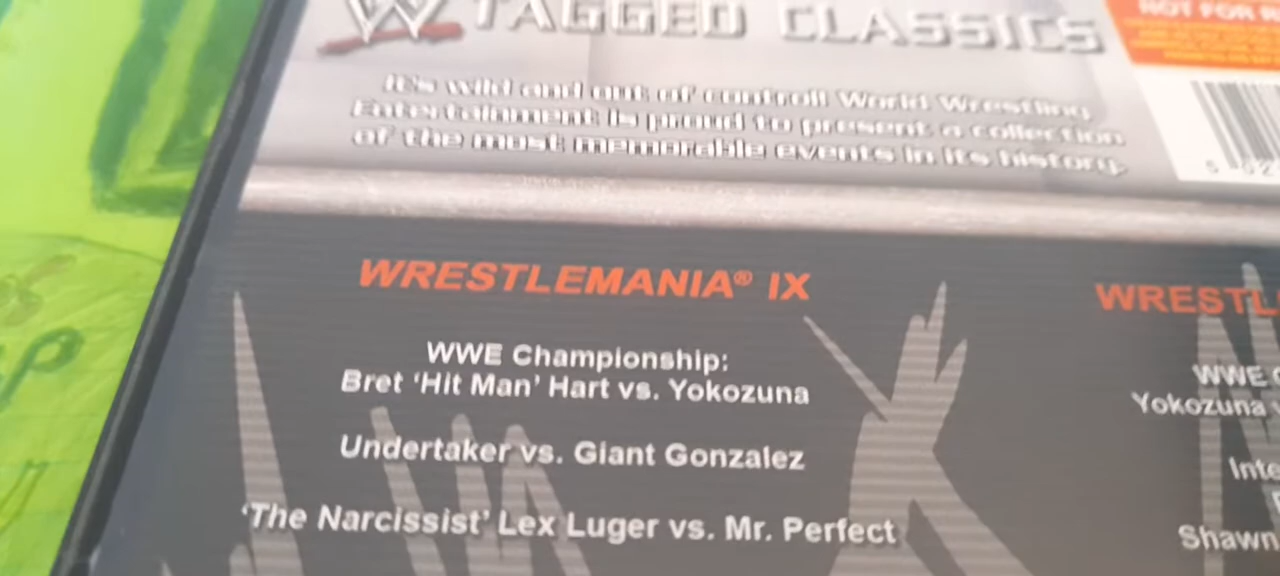 TAGGED CLASSICS
NOT FOR R
It's wild and out of control! World Wrestling
Entertainment is proud to present a collection
of the most memorable events in its history.
WRESTLEMANIA® IX
WWE Championship:
Bret 'Hit Man' Hart vs. Yokozuna
Undertaker vs. Giant Gonzalez
'The Narcissist' Lex Luger vs. Mr. Perfect
WRESTL
WWE C
Yokozuna
Inte
Shawn